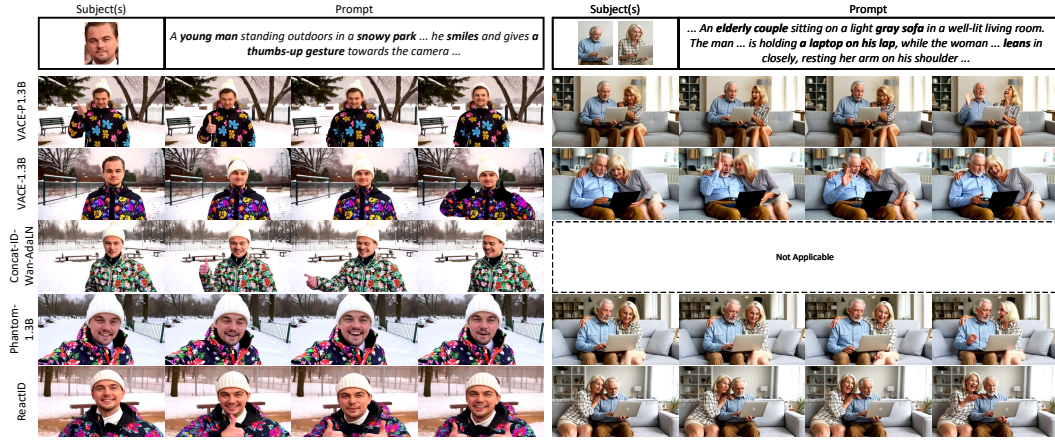 Subject(s)
Prompt
A young man standing outdoors in a snowy park ... he smiles and gives a
thumbs-up gesture towards the camera ...
Subject(s)
Prompt
... An elderly couple sitting on a light gray sofa in a well-lit living room.
The man ... is holding a laptop on his lap, while the woman ... leans in
closely, resting her arm on his shoulder ...
VACE-P1.3B
VACE-1.3B
Concat-ID-
Wan-AdaLN
Not Applicable
Phantom-
1.3B
ReactID